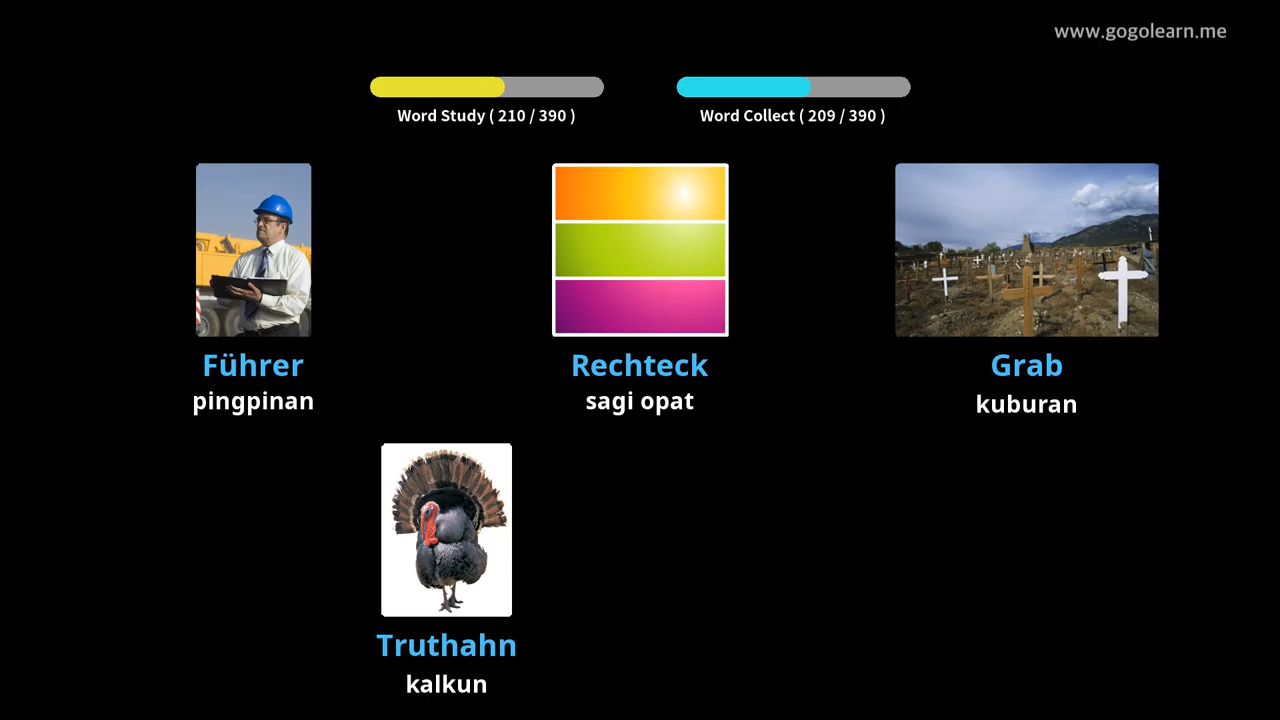 www.gogolearn.me
Word Study ( 210 / 390 )
Word Collect ( 209 / 390 )
Führer
pingpinan
Rechteck
sagi opat
Grab
kuburan
Truthahn
kalkun